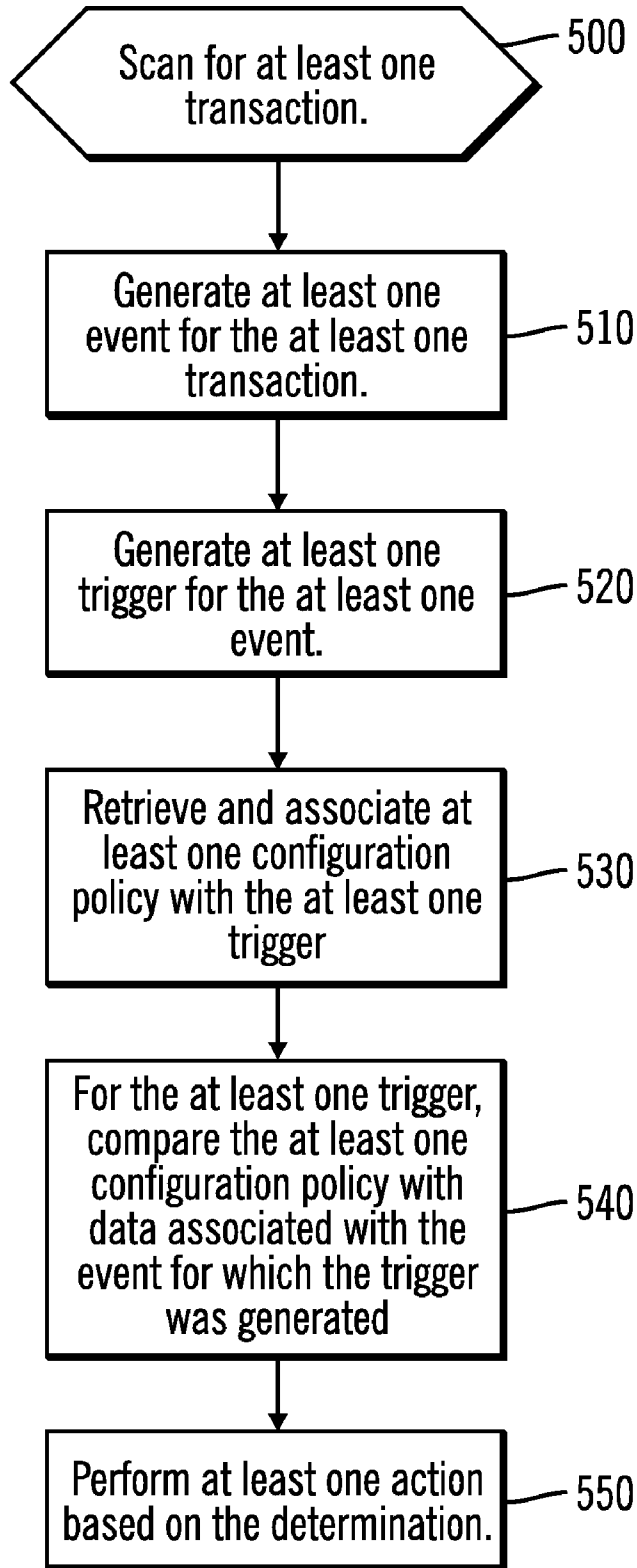 Scan for at least one
transaction.
500
Generate at least one
event for the at least one
transaction.
510
Generate at least one
trigger for the at least one
event.
520
Retrieve and associate at
least one configuration
policy with the at least one
trigger
530
For the at least one trigger,
compare the at least one
configuration policy with
data associated with the
event for which the trigger
was generated
540
Perform at least one action
based on the determination.
550